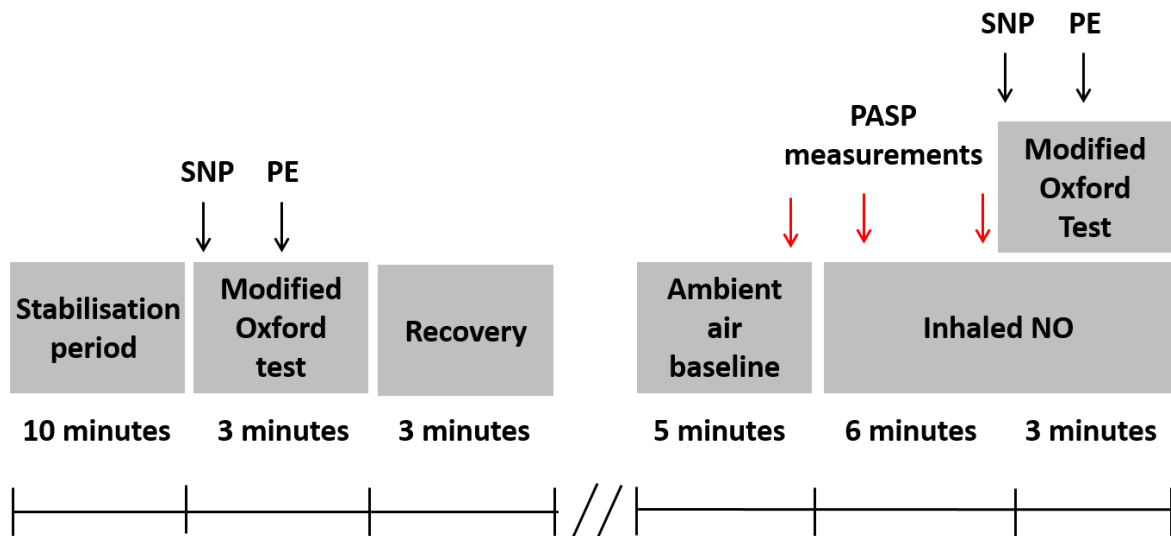 SNP PE
PASP
measurements
Modified
Oxford
Test
SNP PE
Stabilisation
period
Modified
Oxford
test
Recovery
Ambient
air
baseline
Inhaled NO
10 minutes
3 minutes
3 minutes
5 minutes
6 minutes
3 minutes